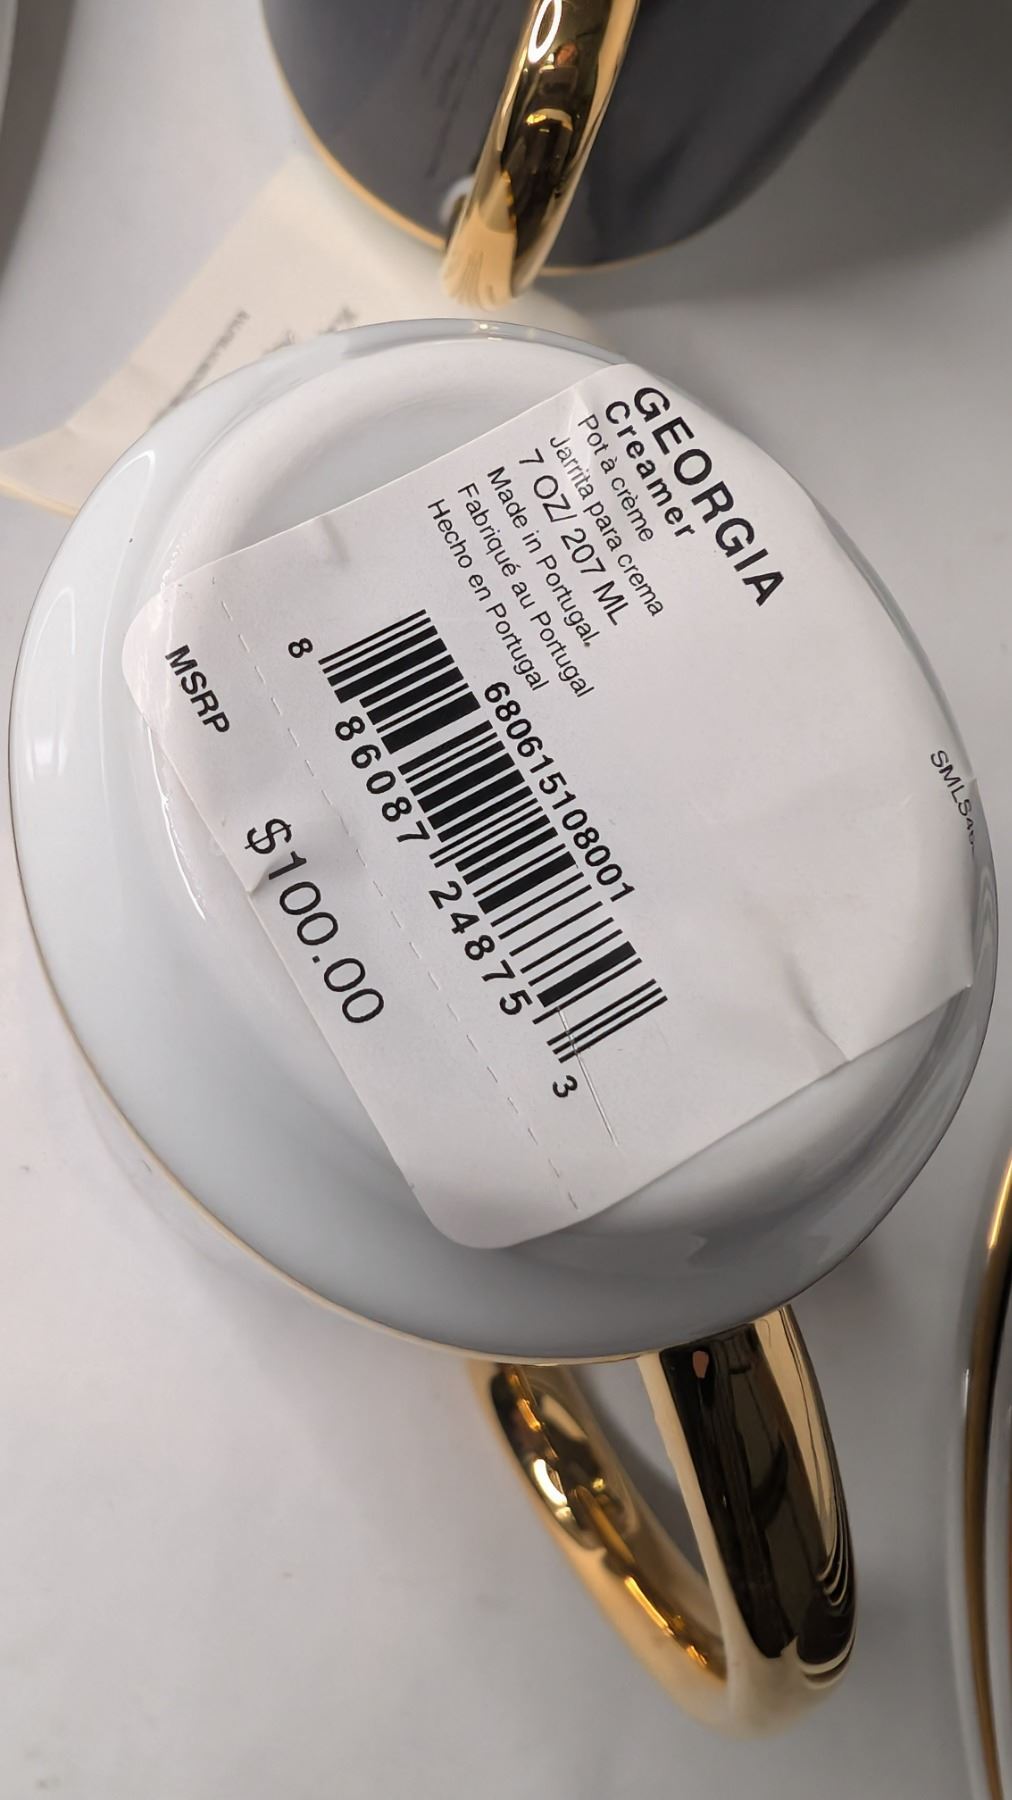 GEORGIA
Creamer
Pot à crème
Jarrita para crema
7 OZ/ 207 ML
Made in Portugal.
Fabriqué au Portugal
Hecho en Portugal
680615108001
8 86087 24875 3
MSRP $100.00